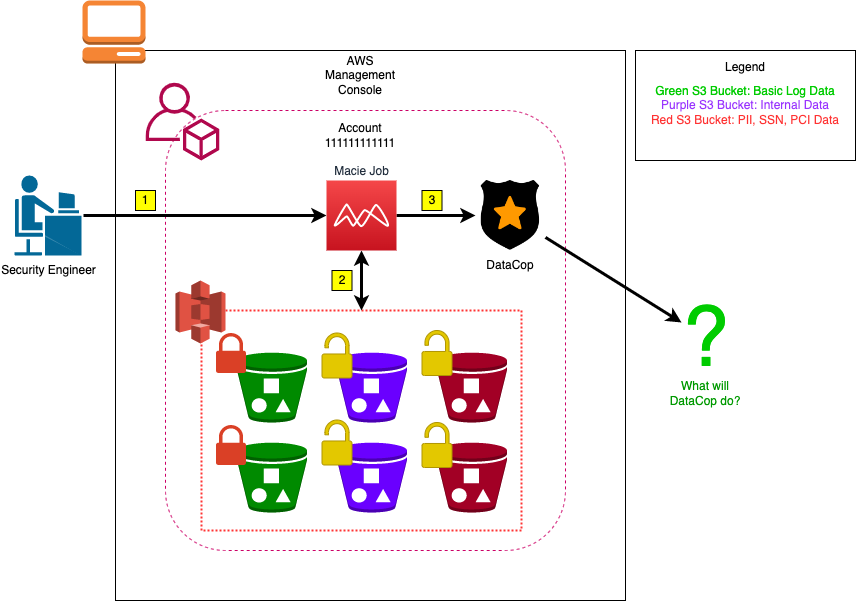 AWS
Management
Console
Legend
Green S3 Bucket: Basic Log Data
Purple S3 Bucket: Internal Data
Red S3 Bucket: PII, SSN, PCI Data
Account
111111111111
Macie Job
1
3
Security Engineer
DataCop
2
?
What will
DataCop do?